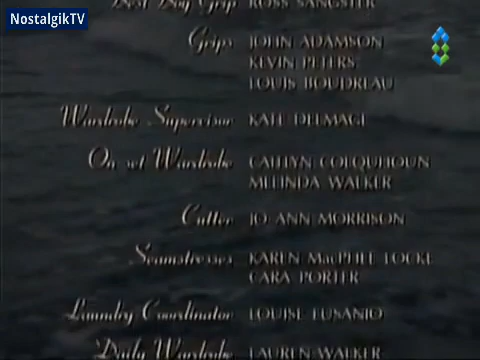 NostalgikTV
Best Boy Grip ROSS SANGSTER
Grips JOHN ADAMSON
KEVIN PETERS
LOUIS BOUDREAU
Wardrobe Supervisor KATE DELMAGE
On set Wardrobe CAITLYN COLQUHOUN
MELINDA WALKER
Cutter JO ANN MORRISON
Seamstresses KAREN MacPHEE LOCKE
CARA PORTER
Laundry Coordinator LOUISE EUSANIO
Daily Wardrobe LAUREN WALKER